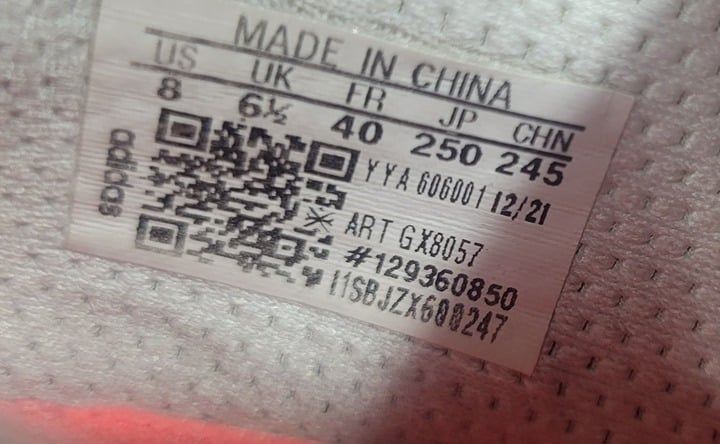 MADE IN CHINA
US UK FR JP CHN
8 6½ 40 250 245
adidas
YYA 606001 12/21
ART GX8057
#129360850
I1SBJZX600247